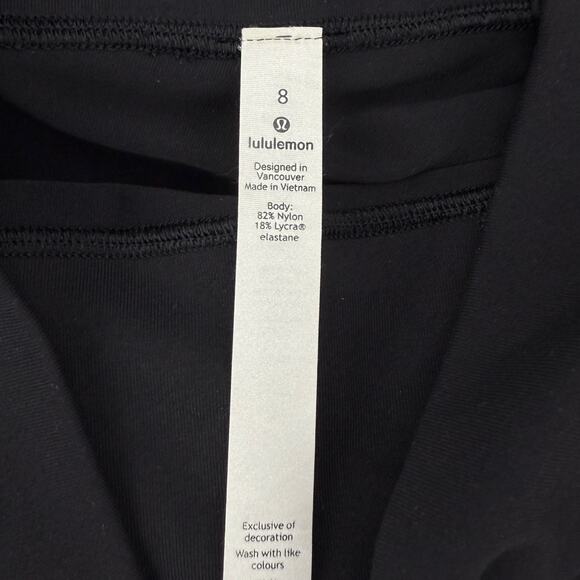 8
lululemon
Designed in
Vancouver
Made in Vietnam
Body:
82% Nylon
18% Lycra®
elastane
Exclusive of
decoration
Wash with like
colours